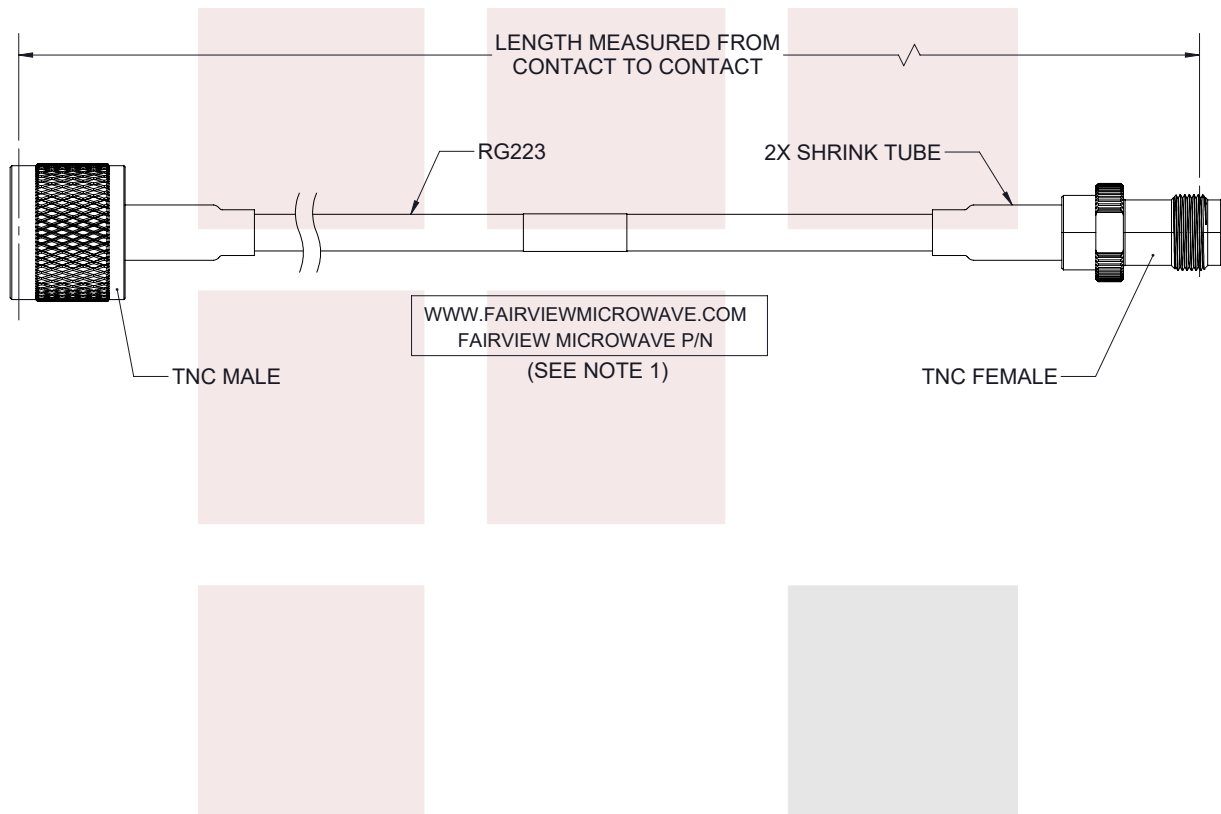 LENGTH MEASURED FROM
CONTACT TO CONTACT
RG223
2X SHRINK TUBE
WWW.FAIRVIEWMICROWAVE.COM
FAIRVIEW MICROWAVE P/N
(SEE NOTE 1)
TNC MALE
TNC FEMALE